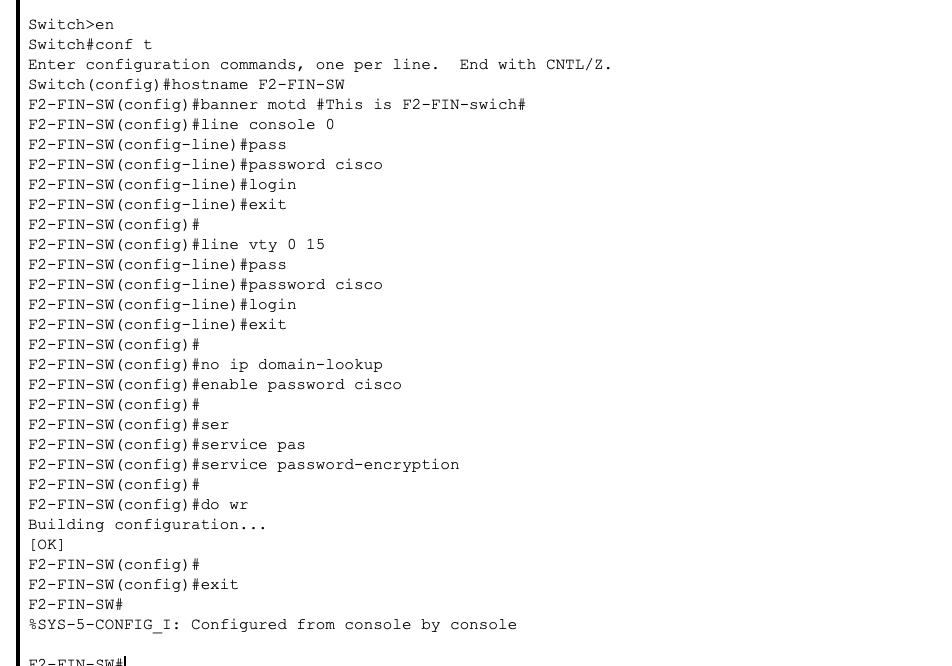 Switch>en
Switch#conf t
Enter configuration commands, one per line.  End with CNTL/Z.
Switch(config)#hostname F2-FIN-SW
F2-FIN-SW(config)#banner motd #This is F2-FIN-swich#
F2-FIN-SW(config)#line console 0
F2-FIN-SW(config-line)#pass
F2-FIN-SW(config-line)#password cisco
F2-FIN-SW(config-line)#login
F2-FIN-SW(config-line)#exit
F2-FIN-SW(config)#
F2-FIN-SW(config)#line vty 0 15
F2-FIN-SW(config-line)#pass
F2-FIN-SW(config-line)#password cisco
F2-FIN-SW(config-line)#login
F2-FIN-SW(config-line)#exit
F2-FIN-SW(config)#
F2-FIN-SW(config)#no ip domain-lookup
F2-FIN-SW(config)#enable password cisco
F2-FIN-SW(config)#
F2-FIN-SW(config)#ser
F2-FIN-SW(config)#service pas
F2-FIN-SW(config)#service password-encryption
F2-FIN-SW(config)#
F2-FIN-SW(config)#do wr
Building configuration...
[OK]
F2-FIN-SW(config)#
F2-FIN-SW(config)#exit
F2-FIN-SW#
%SYS-5-CONFIG_I: Configured from console by console
F2-FIN-SW#